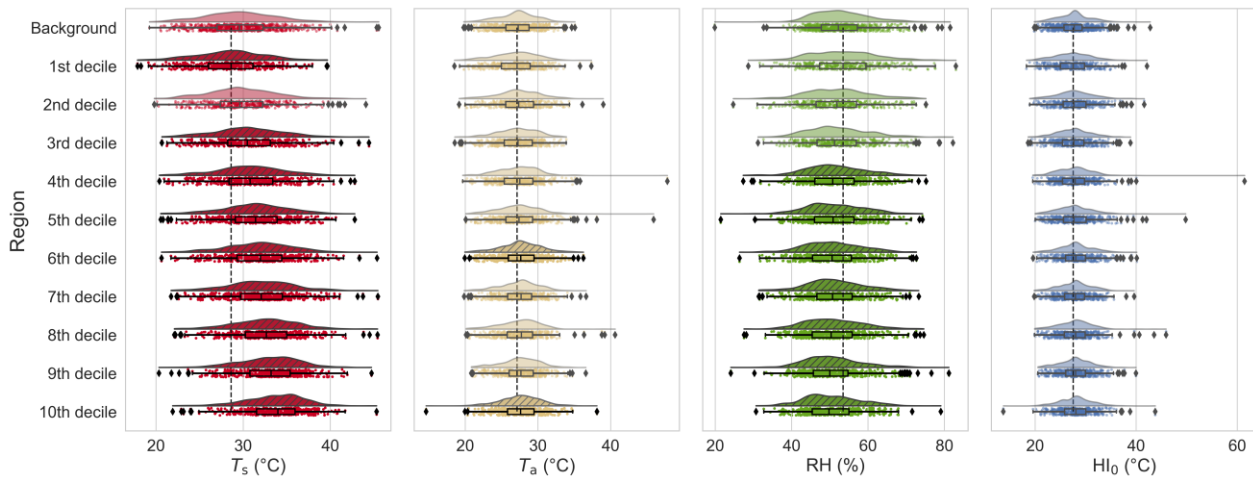 Region
Background
1st decile
2nd decile
3rd decile
4th decile
5th decile
6th decile
7th decile
8th decile
9th decile
10th decile
20 30 40
20 30 40
20 40 60 80
20 40 60
Tₛ (°C)
Tₐ (°C)
RH (%)
HI₀ (°C)